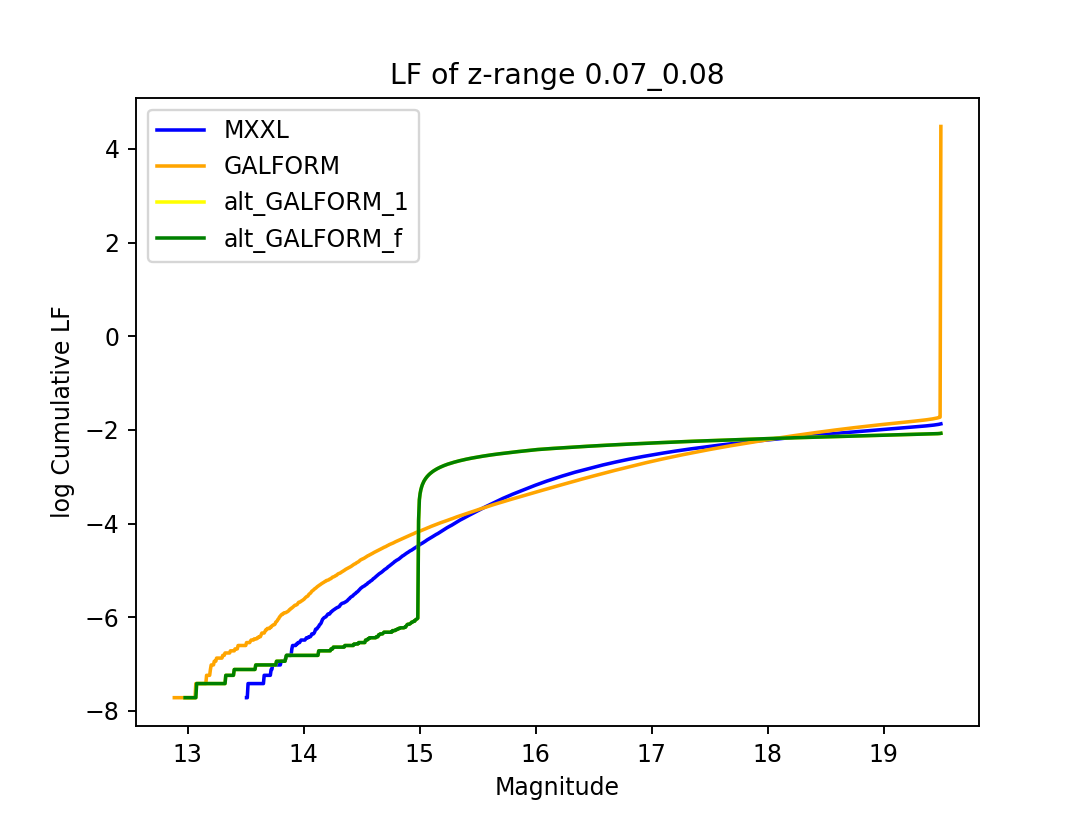 LF of z-range 0.07_0.08
MXXL
GALFORM
alt_GALFORM_1
alt_GALFORM_f
log Cumulative LF
4
2
0
−2
−4
−6
−8
13 14 15 16 17 18 19
Magnitude